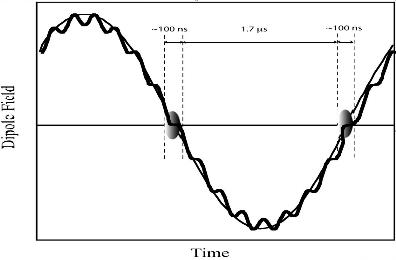 ~100 ns
1.7 µs
~100 ns
Dipole Field
Time